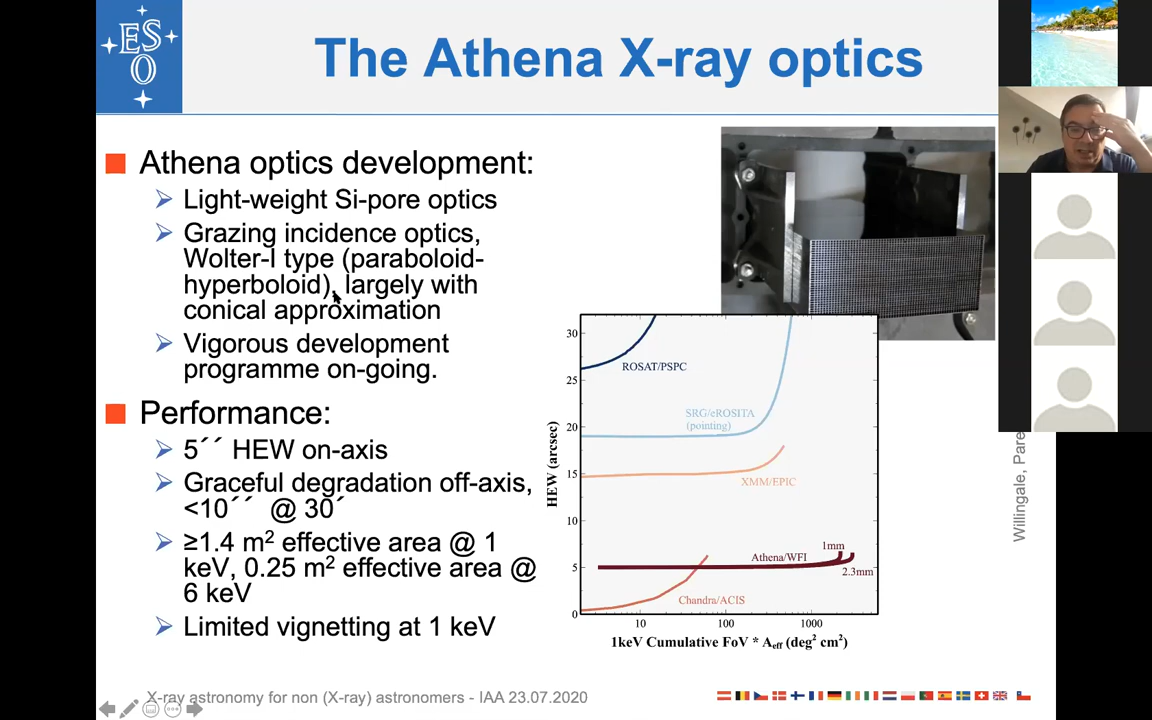 ES
O
The Athena X-ray optics
Athena optics development:
Light-weight Si-pore optics
Grazing incidence optics,
Wolter-I type (paraboloid-
hyperboloid), largely with
conical approximation
Vigorous development
programme on-going.
Performance:
5´´ HEW on-axis
Graceful degradation off-axis,
<10´´ @ 30´
≥1.4 m² effective area @ 1
keV, 0.25 m² effective area @
6 keV
Limited vignetting at 1 keV
HEW (arcsec)
30
25
20
15
10
5
0
ROSAT/PSPC
SRG/eROSITA
(pointing)
XMM/EPIC
1mm
Athena/WFI
2.3mm
Chandra/ACIS
10 100 1000
1keV Cumulative FoV * Aeff (deg² cm²)
Willingale, Pare
X-ray astronomy for non (X-ray) astronomers - IAA 23.07.2020